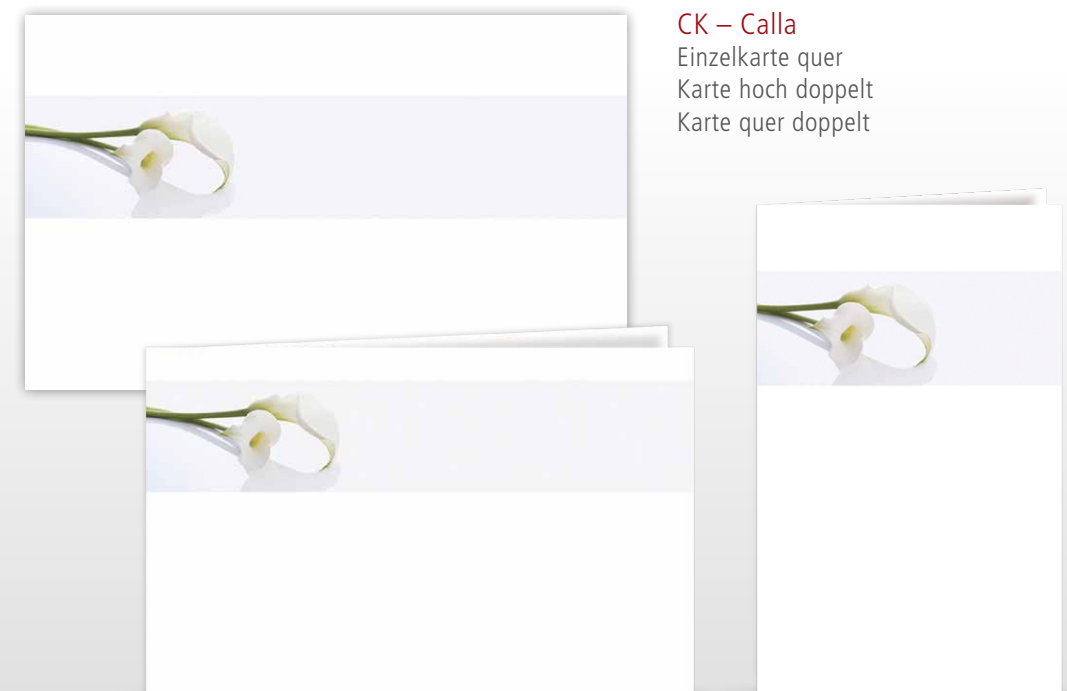 CK – Calla
Einzelkarte quer
Karte hoch doppelt
Karte quer doppelt